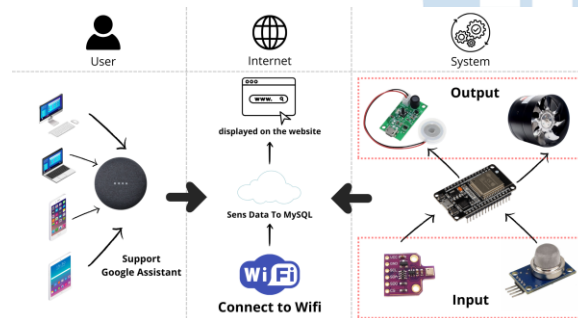 User
Internet
System
www.
displayed on the website
Sens Data To MySQL
WiFi
Connect to Wifi
Support
Google Assistant
Output
Input